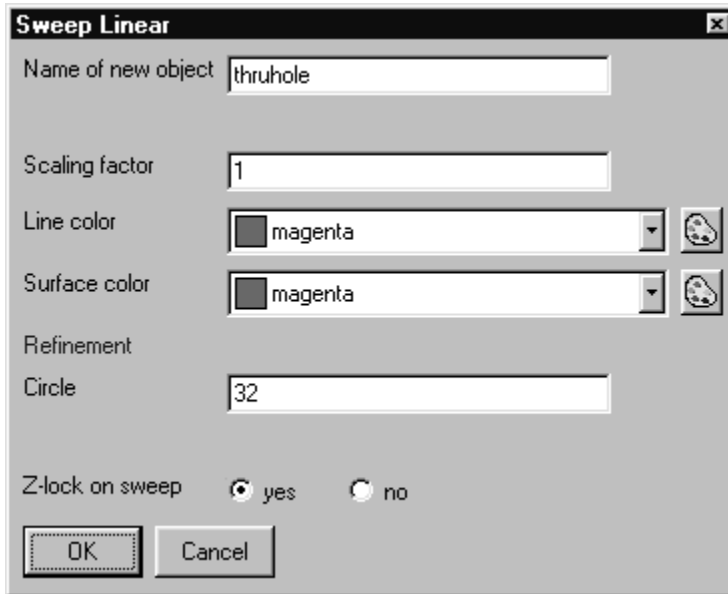 Sweep Linear
Name of new object thruhole
Scaling factor 1
Line color magenta
Surface color magenta
Refinement
Circle 32
Z-lock on sweep yes no
OK Cancel